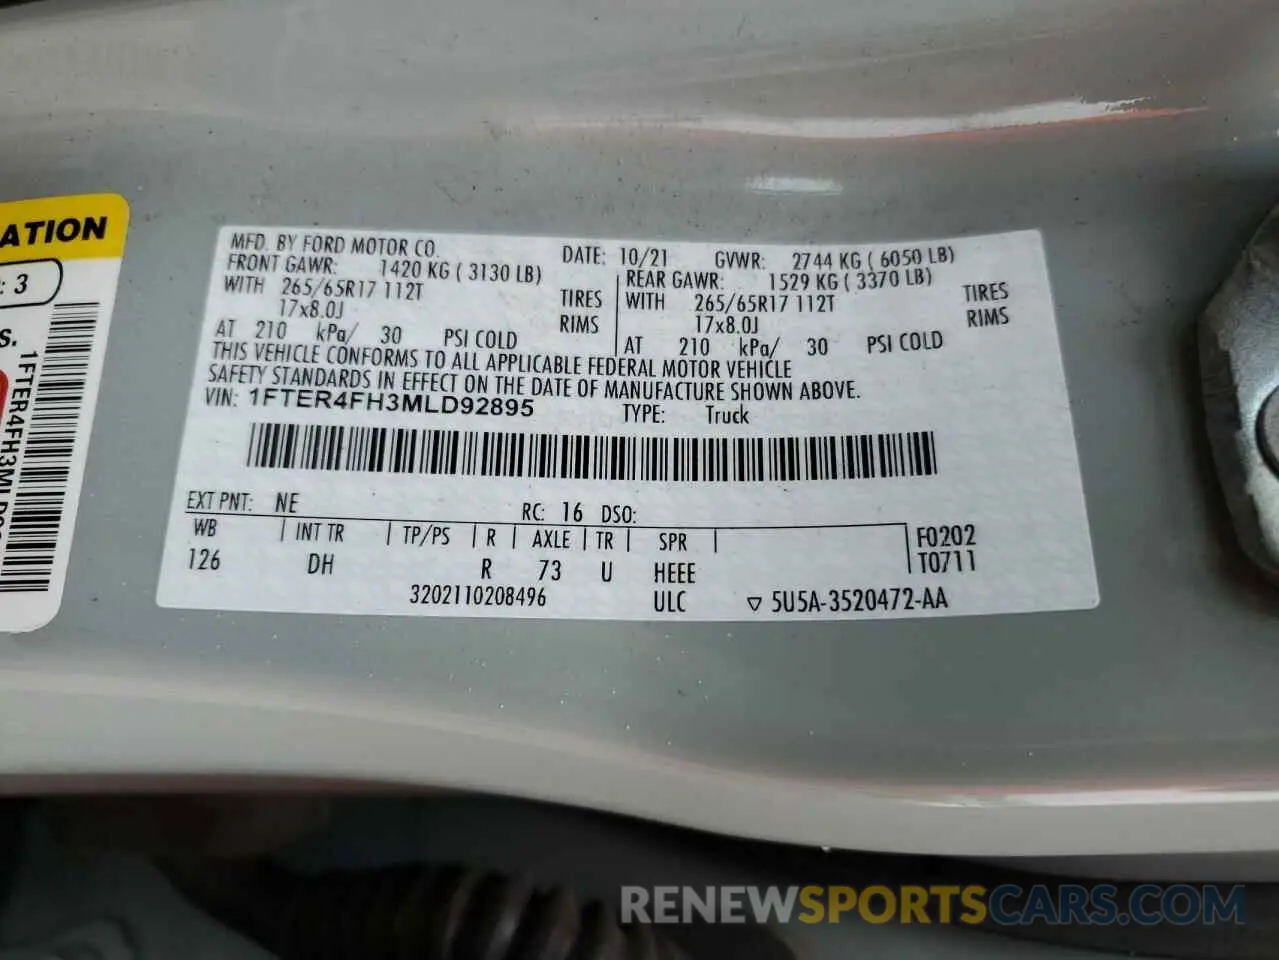 ATION
: 3
S.
1FTER4FH3MLD
MFD. BY FORD MOTOR CO.
DATE: 10/21 GVWR: 2744 KG ( 6050 LB)
FRONT GAWR: 1420 KG ( 3130 LB)
WITH 265/65R17 112T TIRES
17x8.0J RIMS
AT 210 kPa/ 30 PSI COLD
REAR GAWR: 1529 KG ( 3370 LB)
WITH 265/65R17 112T TIRES
17x8.0J RIMS
AT 210 kPa/ 30 PSI COLD
THIS VEHICLE CONFORMS TO ALL APPLICABLE FEDERAL MOTOR VEHICLE
SAFETY STANDARDS IN EFFECT ON THE DATE OF MANUFACTURE SHOWN ABOVE.
VIN: 1FTER4FH3MLD92895 TYPE: Truck
EXT PNT: NE RC: 16 DSO:
WB | INT TR | TP/PS | R | AXLE | TR | SPR | F0202
126 DH R 73 U HEEE T0711
3202110208496 ULC ▽ 5U5A-3520472-AA
RENEWSPORTSCARS.COM